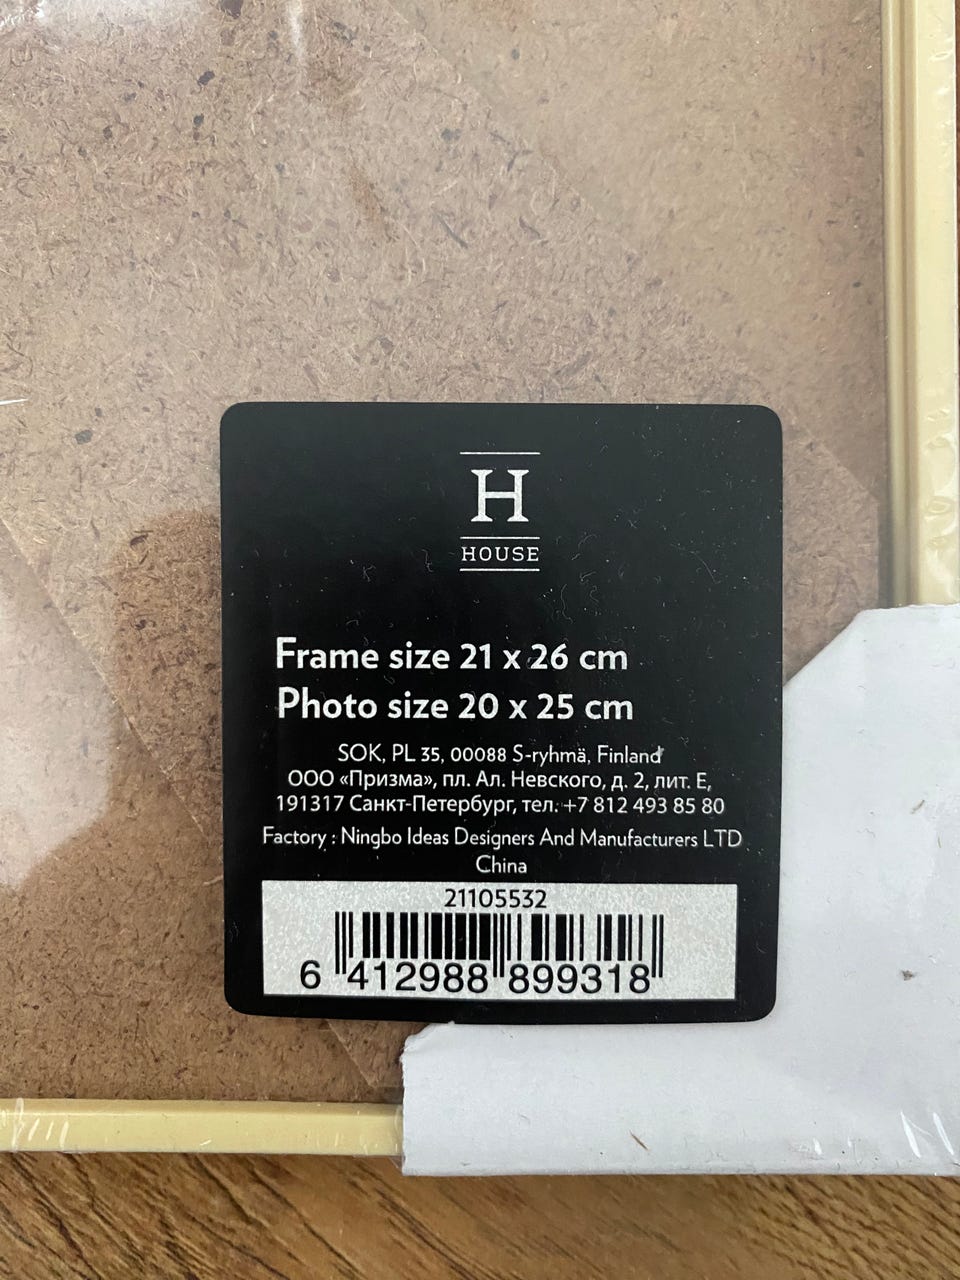 H
HOUSE
Frame size 21 x 26 cm
Photo size 20 x 25 cm
SOK, PL 35, 00088 S-ryhmä, Finland
ООО «Призма», пл. Ал. Невского, д. 2, лит. Е,
191317 Санкт-Петербург, тел. +7 812 493 85 80
Factory : Ningbo Ideas Designers And Manufacturers LTD
China
21105532
6 412988 899318